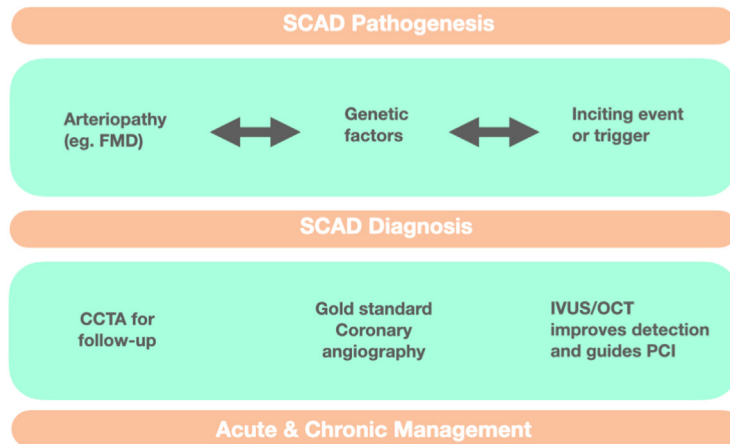 SCAD Pathogenesis
Arteriopathy
(eg. FMD)
Genetic
factors
Inciting event
or trigger
SCAD Diagnosis
CCTA for
follow-up
Gold standard
Coronary
angiography
IVUS/OCT
improves detection
and guides PCI
Acute & Chronic Management